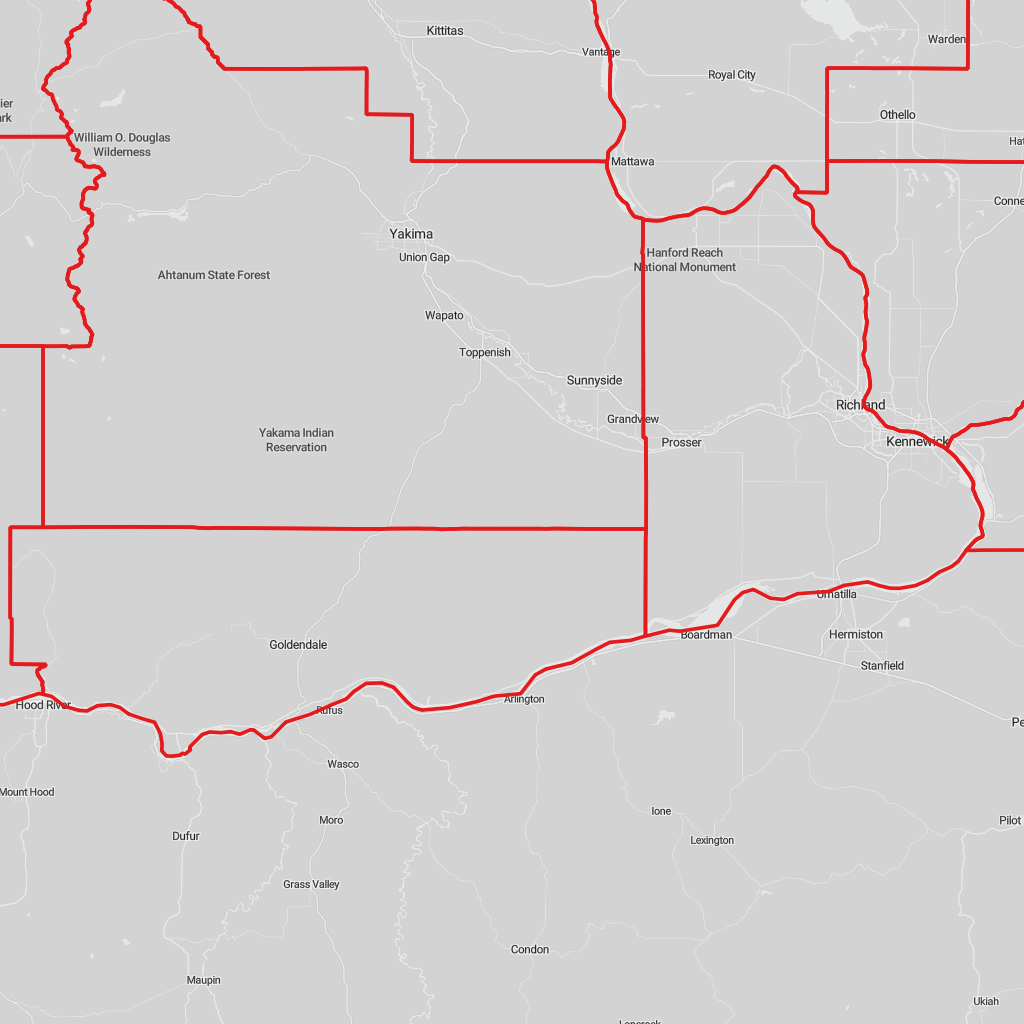 Kittitas
Warden
Vantage
Royal City
ier
rk
Othello
William O. Douglas
Wilderness
Hat
Mattawa
Conne
Yakima
Union Gap
Hanford Reach
National Monument
Ahtanum State Forest
Wapato
Toppenish
Sunnyside
Richland
Grandview
Yakama Indian
Reservation
Prosser
Kennewick
Umatilla
Boardman
Hermiston
Goldendale
Stanfield
Hood River
Rufus
Arlington
Pe
Wasco
Mount Hood
Moro
Ione
Pilot
Dufur
Lexington
Grass Valley
Condon
Maupin
Ukiah